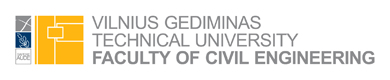 VILNIUS GEDIMINAS
TECHNICAL UNIVERSITY
FACULTY OF CIVIL ENGINEERING